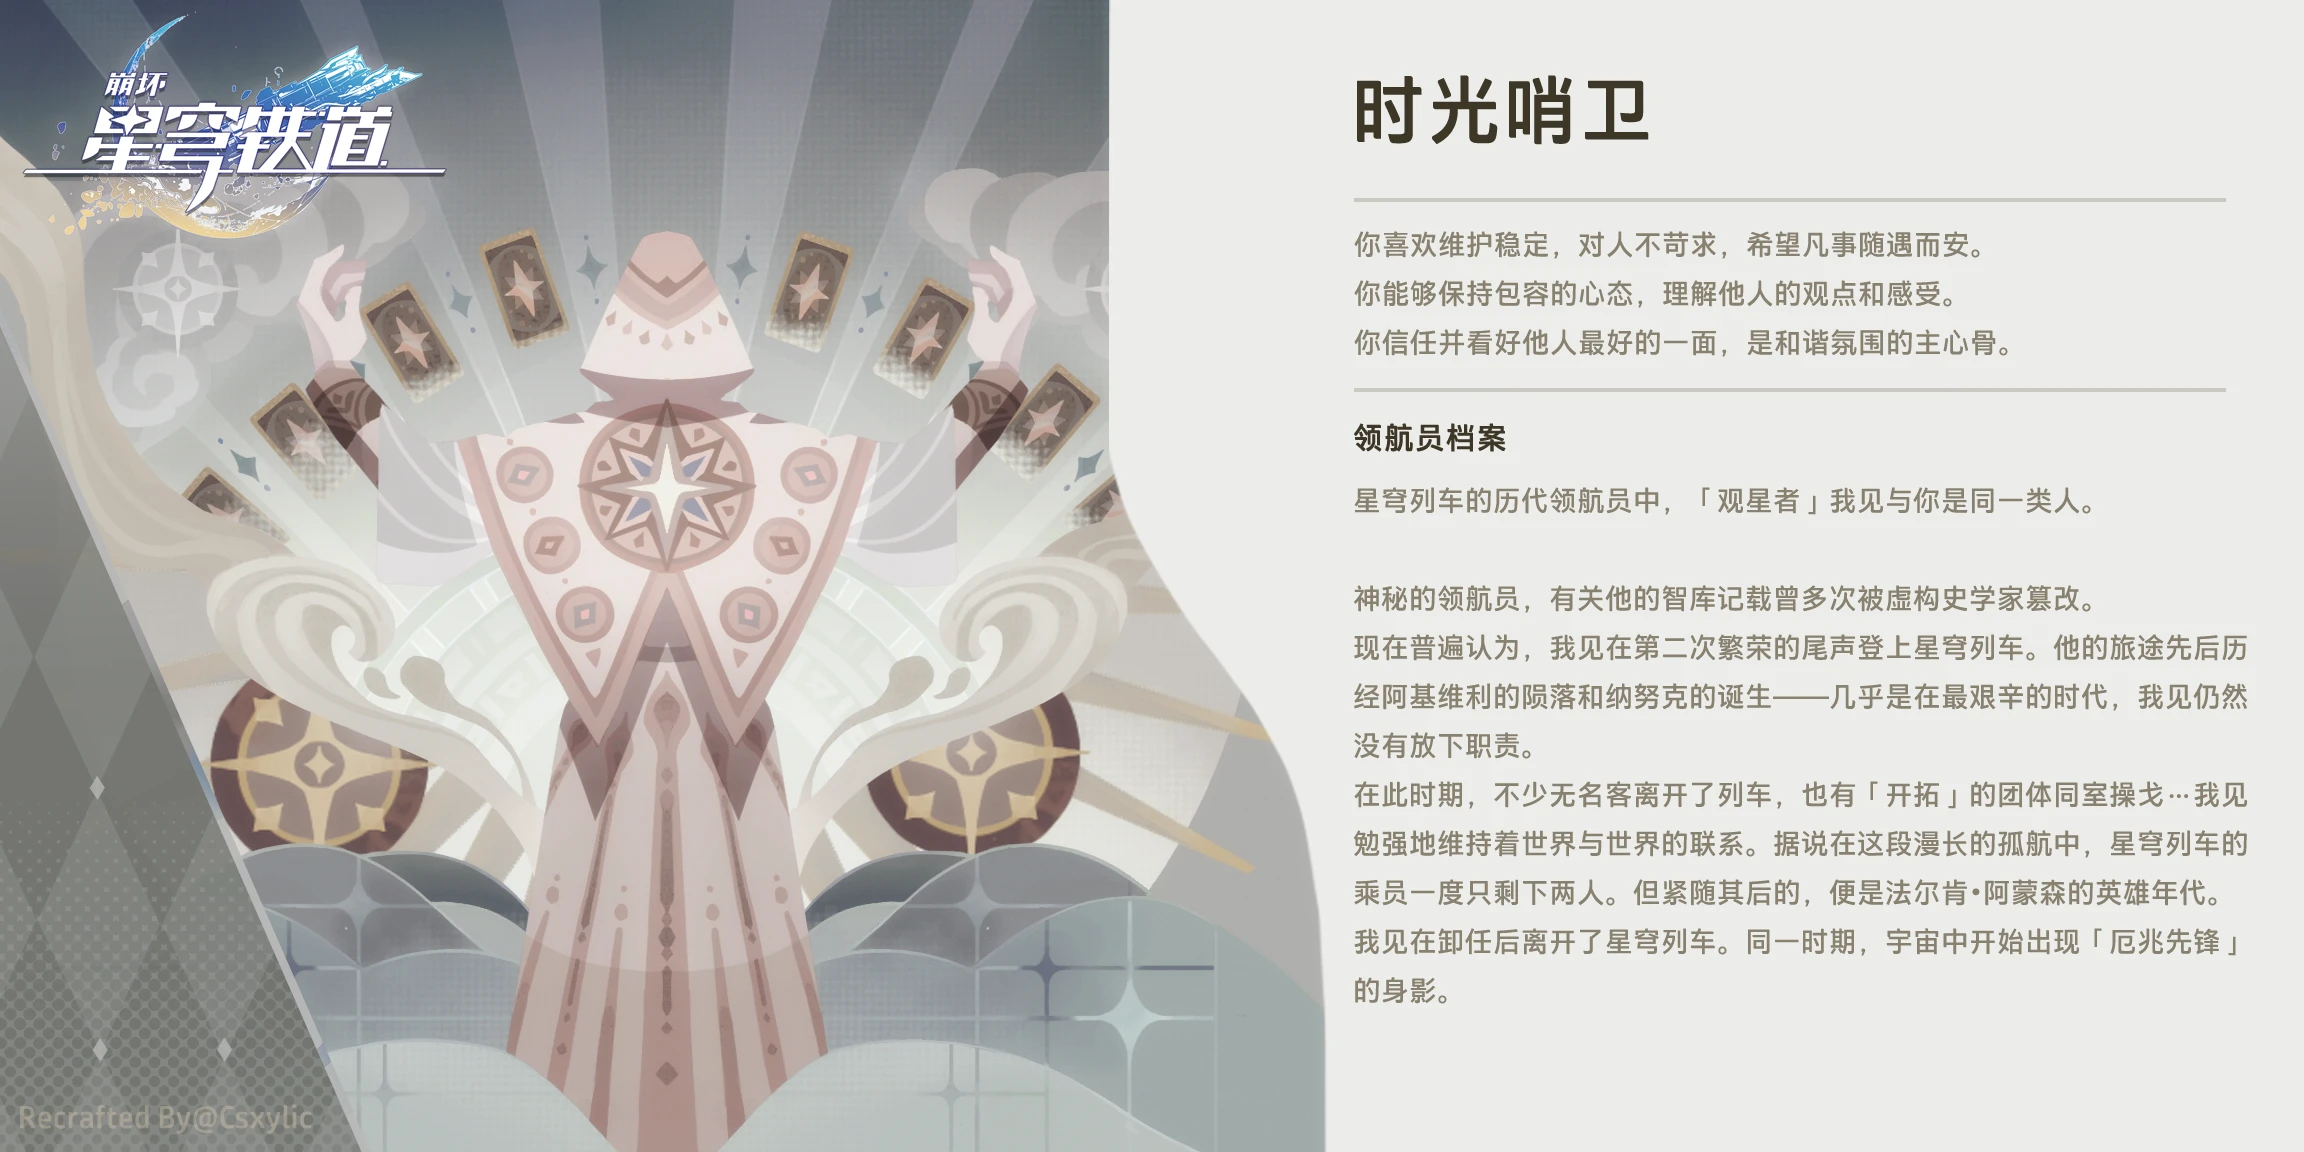 崩坏
星穹铁道
时光哨卫
你喜欢维护稳定，对人不苛求，希望凡事随遇而安。
你能够保持包容的心态，理解他人的观点和感受。
你信任并看好他人最好的一面，是和谐氛围的主心骨。
领航员档案
星穹列车的历代领航员中，「观星者」我见与你是同一类人。
神秘的领航员，有关他的智库记载曾多次被虚构史学家篡改。
现在普遍认为，我见在第二次繁荣的尾声登上星穹列车。他的旅途先后历
经阿基维利的陨落和纳努克的诞生——几乎是在最艰辛的时代，我见仍然
没有放下职责。
在此时期，不少无名客离开了列车，也有「开拓」的团体同室操戈…我见
勉强地维持着世界与世界的联系。据说在这段漫长的孤航中，星穹列车的
乘员一度只剩下两人。但紧随其后的，便是法尔肯•阿蒙森的英雄年代。
我见在卸任后离开了星穹列车。同一时期，宇宙中开始出现「厄兆先锋」
的身影。
Recrafted By@Csxylic